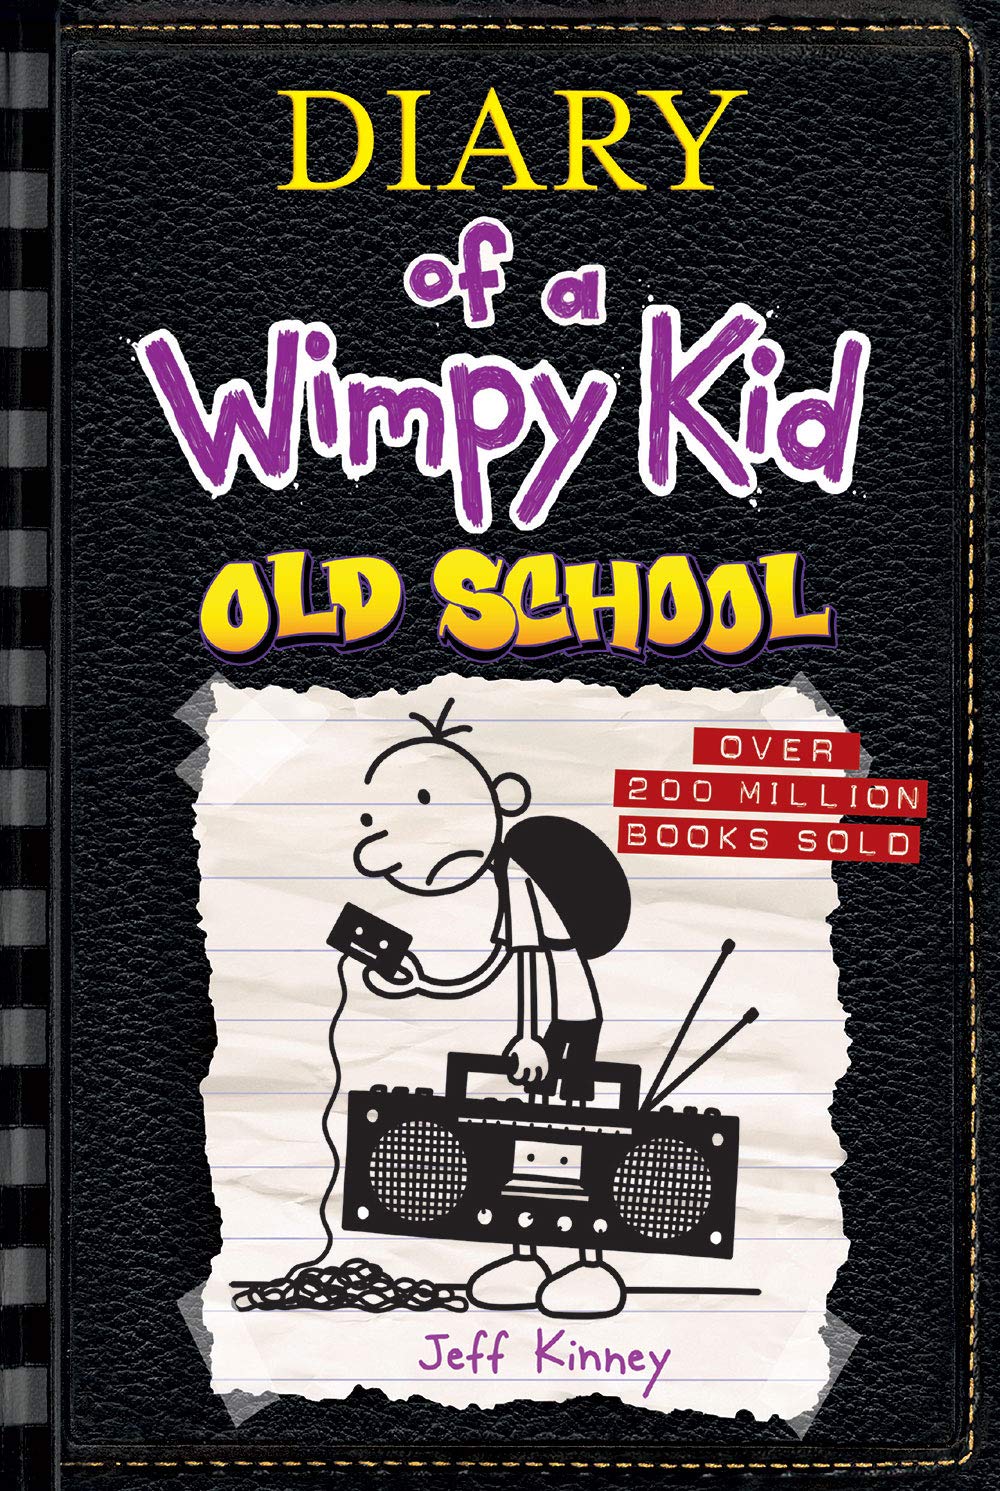 DIARY
of a
Wimpy Kid
OLD SCHOOL
OVER
200 MILLION
BOOKS SOLD
Jeff Kinney